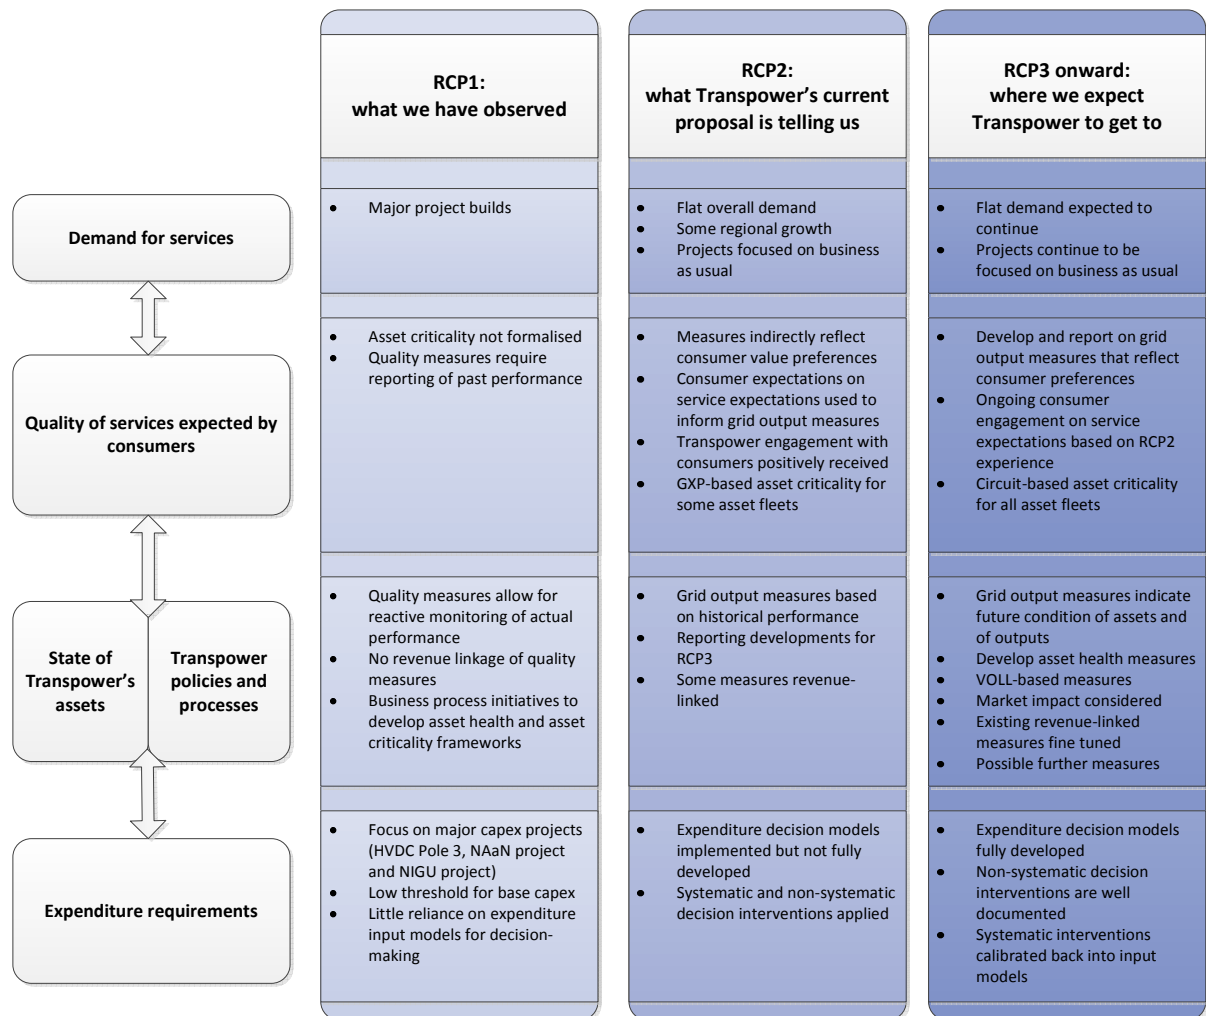 RCP1:
what we have observed
RCP2:
what Transpower's current
proposal is telling us
RCP3 onward:
where we expect
Transpower to get to
Demand for services
• Major project builds
• Flat overall demand
• Some regional growth
• Projects focused on business
as usual
• Flat demand expected to
continue
• Projects continue to be
focused on business as usual
Quality of services expected by
consumers
• Asset criticality not formalised
• Quality measures require
reporting of past performance
• Measures indirectly reflect
consumer value preferences
• Consumer expectations on
service expectations used to
inform grid output measures
• Transpower engagement with
consumers positively received
• GXP-based asset criticality for
some asset fleets
• Develop and report on grid
output measures that reflect
consumer preferences
• Ongoing consumer
engagement on service
expectations based on RCP2
experience
• Circuit-based asset criticality
for all asset fleets
State of
Transpower's
assets
Transpower
policies and
processes
• Quality measures allow for
reactive monitoring of actual
performance
• No revenue linkage of quality
measures
• Business process initiatives to
develop asset health and asset
criticality frameworks
• Grid output measures based
on historical performance
• Reporting developments for
RCP3
• Some measures revenue-
linked
• Grid output measures indicate
future condition of assets and
of outputs
• Develop asset health measures
• VOLL-based measures
• Market impact considered
• Existing revenue-linked
measures fine tuned
• Possible further measures
Expenditure requirements
• Focus on major capex projects
(HVDC Pole 3, NAaN project
and NIGU project)
• Low threshold for base capex
• Little reliance on expenditure
input models for decision-
making
• Expenditure decision models
implemented but not fully
developed
• Systematic and non-systematic
decision interventions applied
• Expenditure decision models
fully developed
• Non-systematic decision
interventions are well
documented
• Systematic interventions
calibrated back into input
models